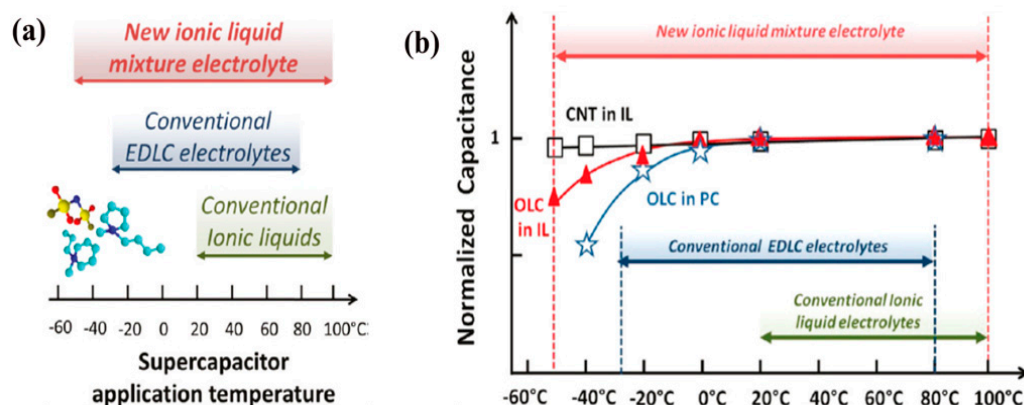 (a)
New ionic liquid
mixture electrolyte
Conventional
EDLC electrolytes
Conventional
Ionic liquids
-60 -40 -20 0 20 40 60 80 100°C
Supercapacitor
application temperature
(b)
New ionic liquid mixture electrolyte
Normalized Capacitance
1
CNT in IL
OLC
in IL
OLC in PC
Conventional EDLC electrolytes
Conventional Ionic
liquid electrolytes
-60°C -40°C -20°C 0°C 20°C 40°C 60°C 80°C 100°C